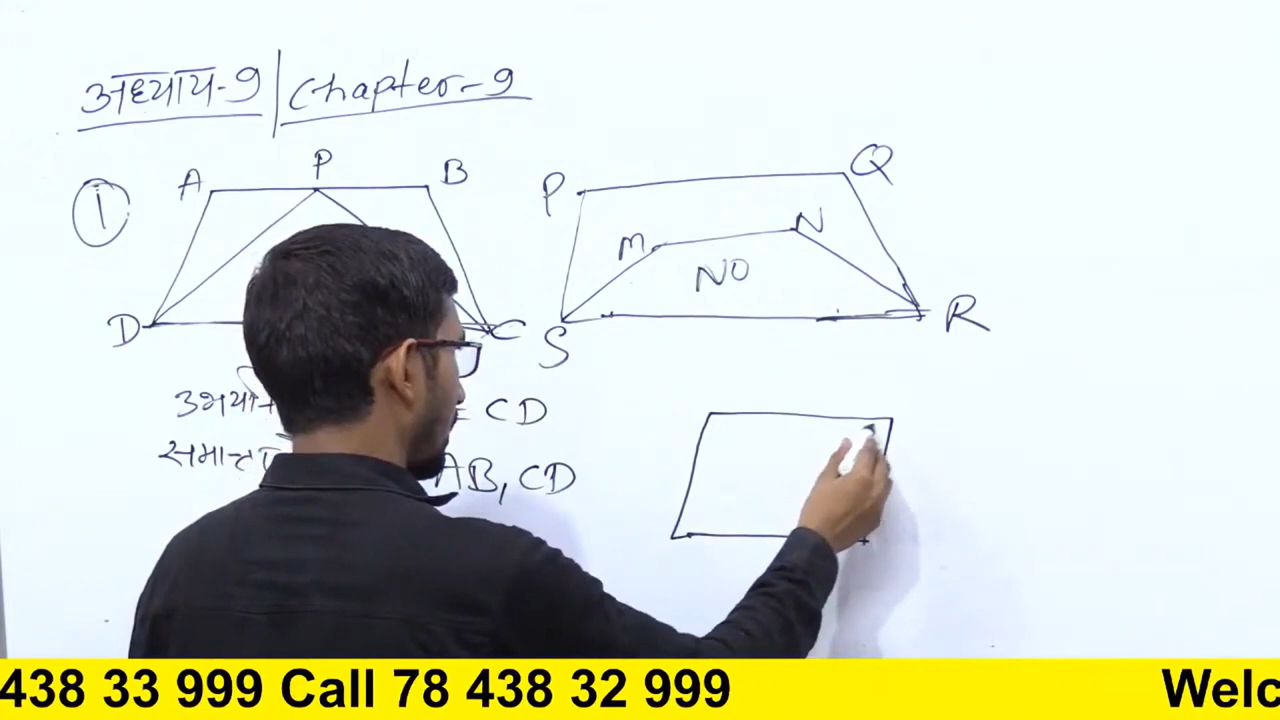 अध्याय-9 | Chapter-9
①
A P B
D C
P Q
M N
NO
S R
= CD
AB, CD
438 33 999 Call 78 438 32 999 Welc